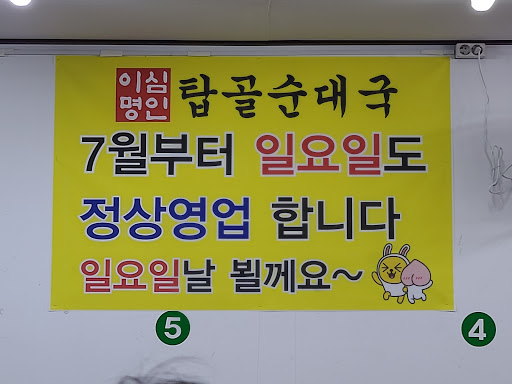 이심
명인 탑골순대국
7월부터 일요일도
정상영업 합니다
일요일날 뵐께요~
5
4